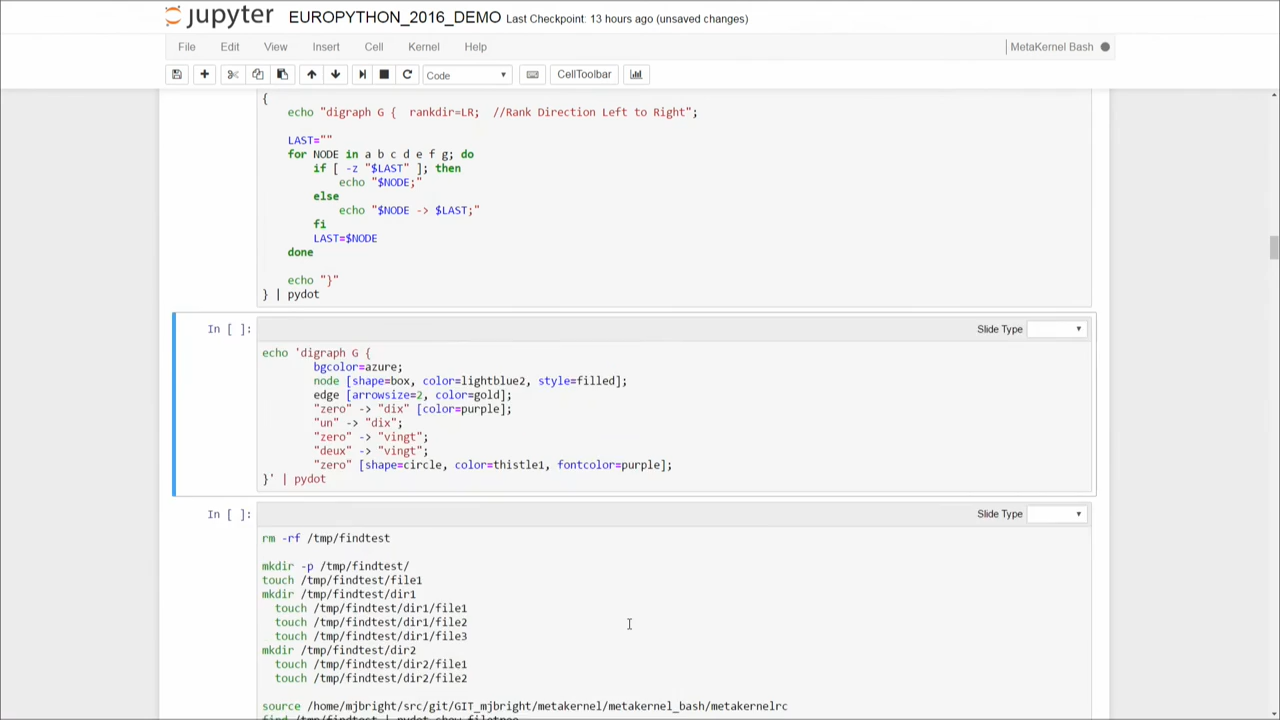 jupyter EUROPYTHON_2016_DEMO Last Checkpoint: 13 hours ago (unsaved changes)
File Edit View Insert Cell Kernel Help MetaKernel Bash
Code CellToolbar
{
echo "digraph G {  rankdir=LR;  //Rank Direction Left to Right";
LAST=""
for NODE in a b c d e f g; do
if [ -z "$LAST" ]; then
echo "$NODE;"
else
echo "$NODE -> $LAST;"
fi
LAST=$NODE
done
echo "}"
} | pydot
In [ ]: Slide Type
echo 'digraph G {
bgcolor=azure;
node [shape=box, color=lightblue2, style=filled];
edge [arrowsize=2, color=gold];
"zero" -> "dix" [color=purple];
"un" -> "dix";
"zero" -> "vingt";
"deux" -> "vingt";
"zero" [shape=circle, color=thistle1, fontcolor=purple];
}' | pydot
In [ ]: Slide Type
rm -rf /tmp/findtest
mkdir -p /tmp/findtest/
touch /tmp/findtest/file1
mkdir /tmp/findtest/dir1
touch /tmp/findtest/dir1/file1
touch /tmp/findtest/dir1/file2
touch /tmp/findtest/dir1/file3
mkdir /tmp/findtest/dir2
touch /tmp/findtest/dir2/file1
touch /tmp/findtest/dir2/file2
source /home/mjbright/src/git/GIT_mjbright/metakernel/metakernel_bash/metakernelrc
find /tmp/findtest | pydot_show_filetree